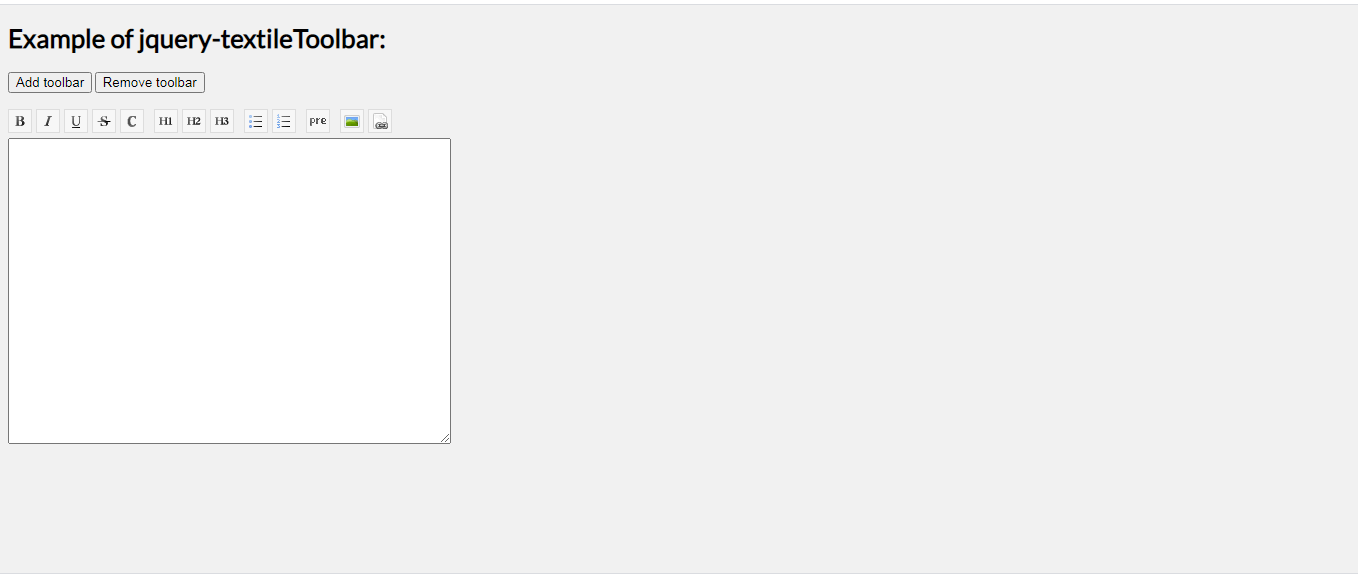 Example of jquery-textileToolbar:
Add toolbar Remove toolbar
B I U S C H1 H2 H3 pre